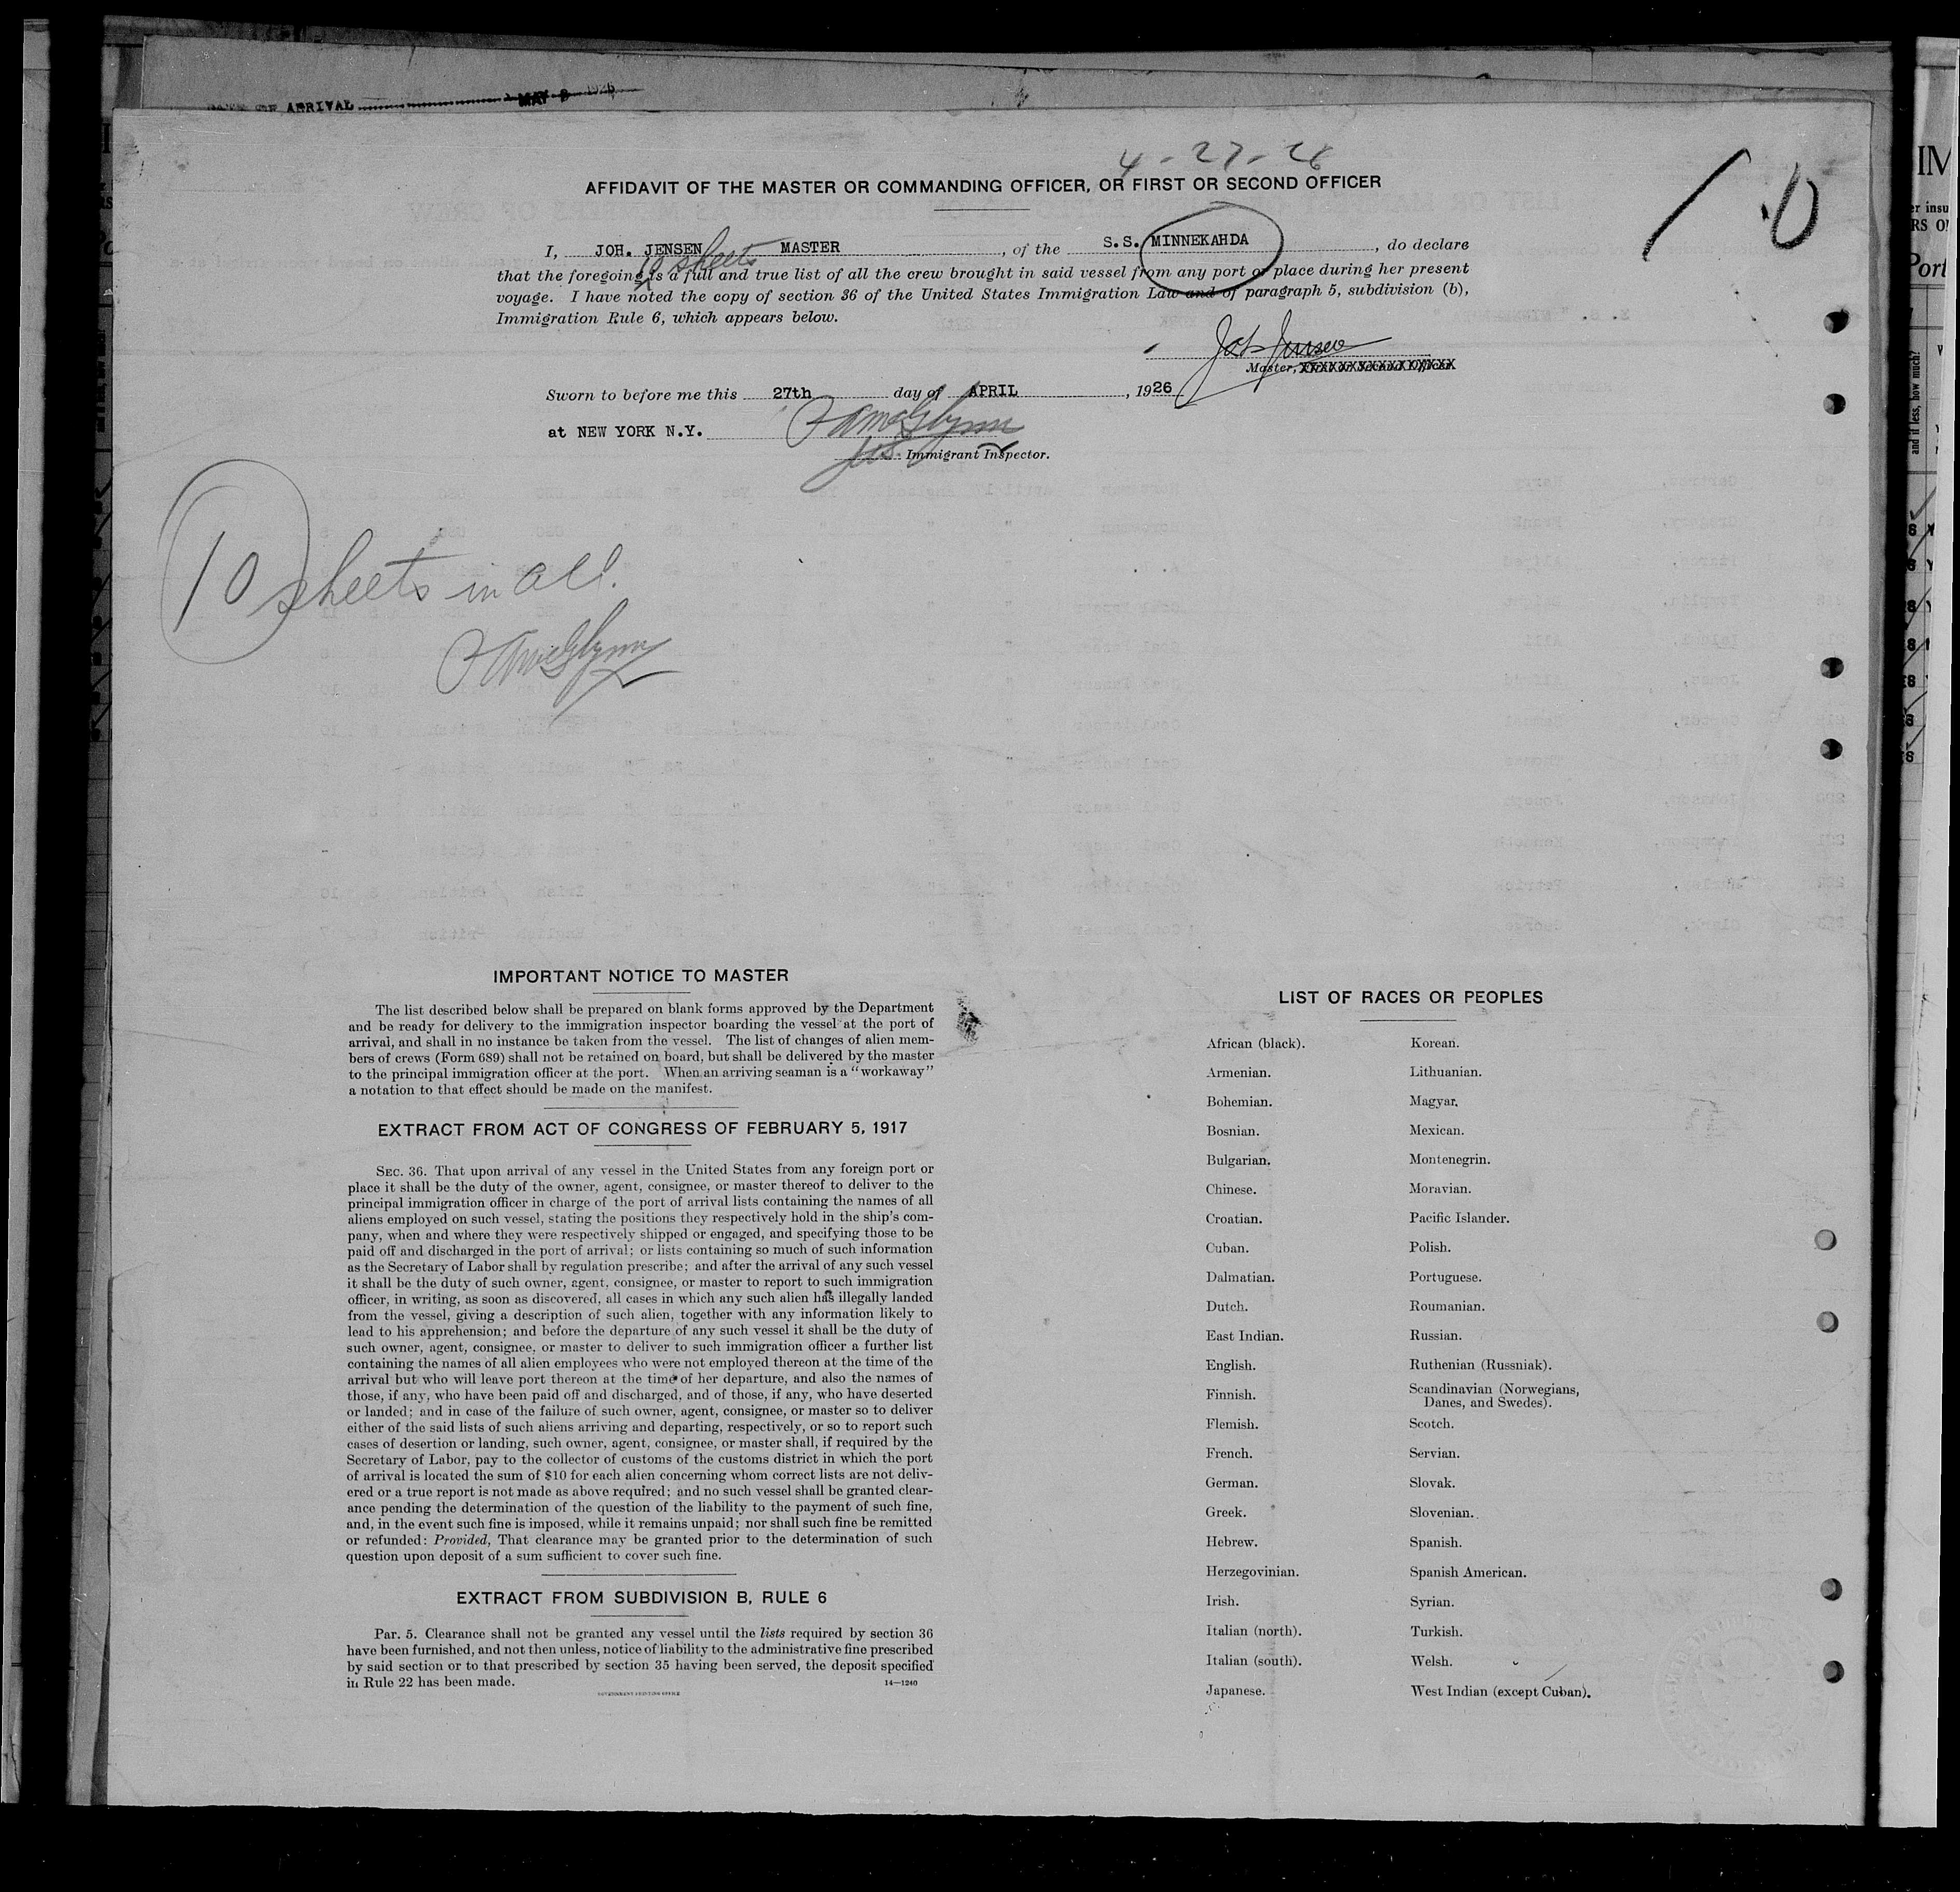 ARRIVAL MAY
4-27-26
10
AFFIDAVIT OF THE MASTER OR COMMANDING OFFICER, OR FIRST OR SECOND OFFICER
I, JOH. JENSEN MASTER, of the S.S. MINNEKAHDA, do declare
10 sheets
that the foregoing is a full and true list of all the crew brought in said vessel from any port or place during her present
voyage. I have noted the copy of section 36 of the United States Immigration Law and of paragraph 5, subdivision (b),
Immigration Rule 6, which appears below.
Joh Jensen
Master, First or Second Officer
Sworn to before me this 27th day of APRIL, 1926
at NEW YORK N.Y.
U.S. Immigrant Inspector.
10 sheets in all.
IMPORTANT NOTICE TO MASTER
The list described below shall be prepared on blank forms approved by the Department
and be ready for delivery to the immigration inspector boarding the vessel at the port of
arrival, and shall in no instance be taken from the vessel. The list of changes of alien mem-
bers of crews (Form 689) shall not be retained on board, but shall be delivered by the master
to the principal immigration officer at the port. When an arriving seaman is a "workaway"
a notation to that effect should be made on the manifest.
EXTRACT FROM ACT OF CONGRESS OF FEBRUARY 5, 1917
SEC. 36. That upon arrival of any vessel in the United States from any foreign port or
place it shall be the duty of the owner, agent, consignee, or master thereof to deliver to the
principal immigration officer in charge of the port of arrival lists containing the names of all
aliens employed on such vessel, stating the positions they respectively hold in the ship's com-
pany, when and where they were respectively shipped or engaged, and specifying those to be
paid off and discharged in the port of arrival; or lists containing so much of such information
as the Secretary of Labor shall by regulation prescribe; and after the arrival of any such vessel
it shall be the duty of such owner, agent, consignee, or master to report to such immigration
officer, in writing, as soon as discovered, all cases in which any such alien has illegally landed
from the vessel, giving a description of such alien, together with any information likely to
lead to his apprehension; and before the departure of any such vessel it shall be the duty of
such owner, agent, consignee, or master to deliver to such immigration officer a further list
containing the names of all alien employees who were not employed thereon at the time of the
arrival but who will leave port thereon at the time of her departure, and also the names of
those, if any, who have been paid off and discharged, and of those, if any, who have deserted
or landed; and in case of the failure of such owner, agent, consignee, or master so to deliver
either of the said lists of such aliens arriving and departing, respectively, or so to report such
cases of desertion or landing, such owner, agent, consignee, or master shall, if required by the
Secretary of Labor, pay to the collector of customs of the customs district in which the port
of arrival is located the sum of $10 for each alien concerning whom correct lists are not deliv-
ered or a true report is not made as above required; and no such vessel shall be granted clear-
ance pending the determination of the question of the liability to the payment of such fine,
and, in the event such fine is imposed, while it remains unpaid; nor shall such fine be remitted
or refunded: Provided, That clearance may be granted prior to the determination of such
question upon deposit of a sum sufficient to cover such fine.
EXTRACT FROM SUBDIVISION B, RULE 6
Par. 5. Clearance shall not be granted any vessel until the lists required by section 36
have been furnished, and not then unless, notice of liability to the administrative fine prescribed
by said section or to that prescribed by section 35 having been served, the deposit specified
in Rule 22 has been made.
14—1240
GOVERNMENT PRINTING OFFICE
LIST OF RACES OR PEOPLES
African (black). Korean.
Armenian. Lithuanian.
Bohemian. Magyar.
Bosnian. Mexican.
Bulgarian. Montenegrin.
Chinese. Moravian.
Croatian. Pacific Islander.
Cuban. Polish.
Dalmatian. Portuguese.
Dutch. Roumanian.
East Indian. Russian.
English. Ruthenian (Russniak).
Finnish. Scandinavian (Norwegians,
Danes, and Swedes).
Flemish. Scotch.
French. Servian.
German. Slovak.
Greek. Slovenian.
Hebrew. Spanish.
Herzegovinian. Spanish American.
Irish. Syrian.
Italian (north). Turkish.
Italian (south). Welsh.
Japanese. West Indian (except Cuban).